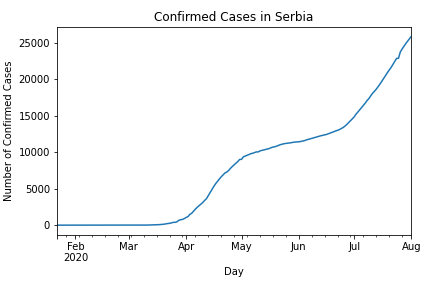 Confirmed Cases in Serbia
Number of Confirmed Cases
25000
20000
15000
10000
5000
0
Feb Mar Apr May Jun Jul Aug
2020
Day